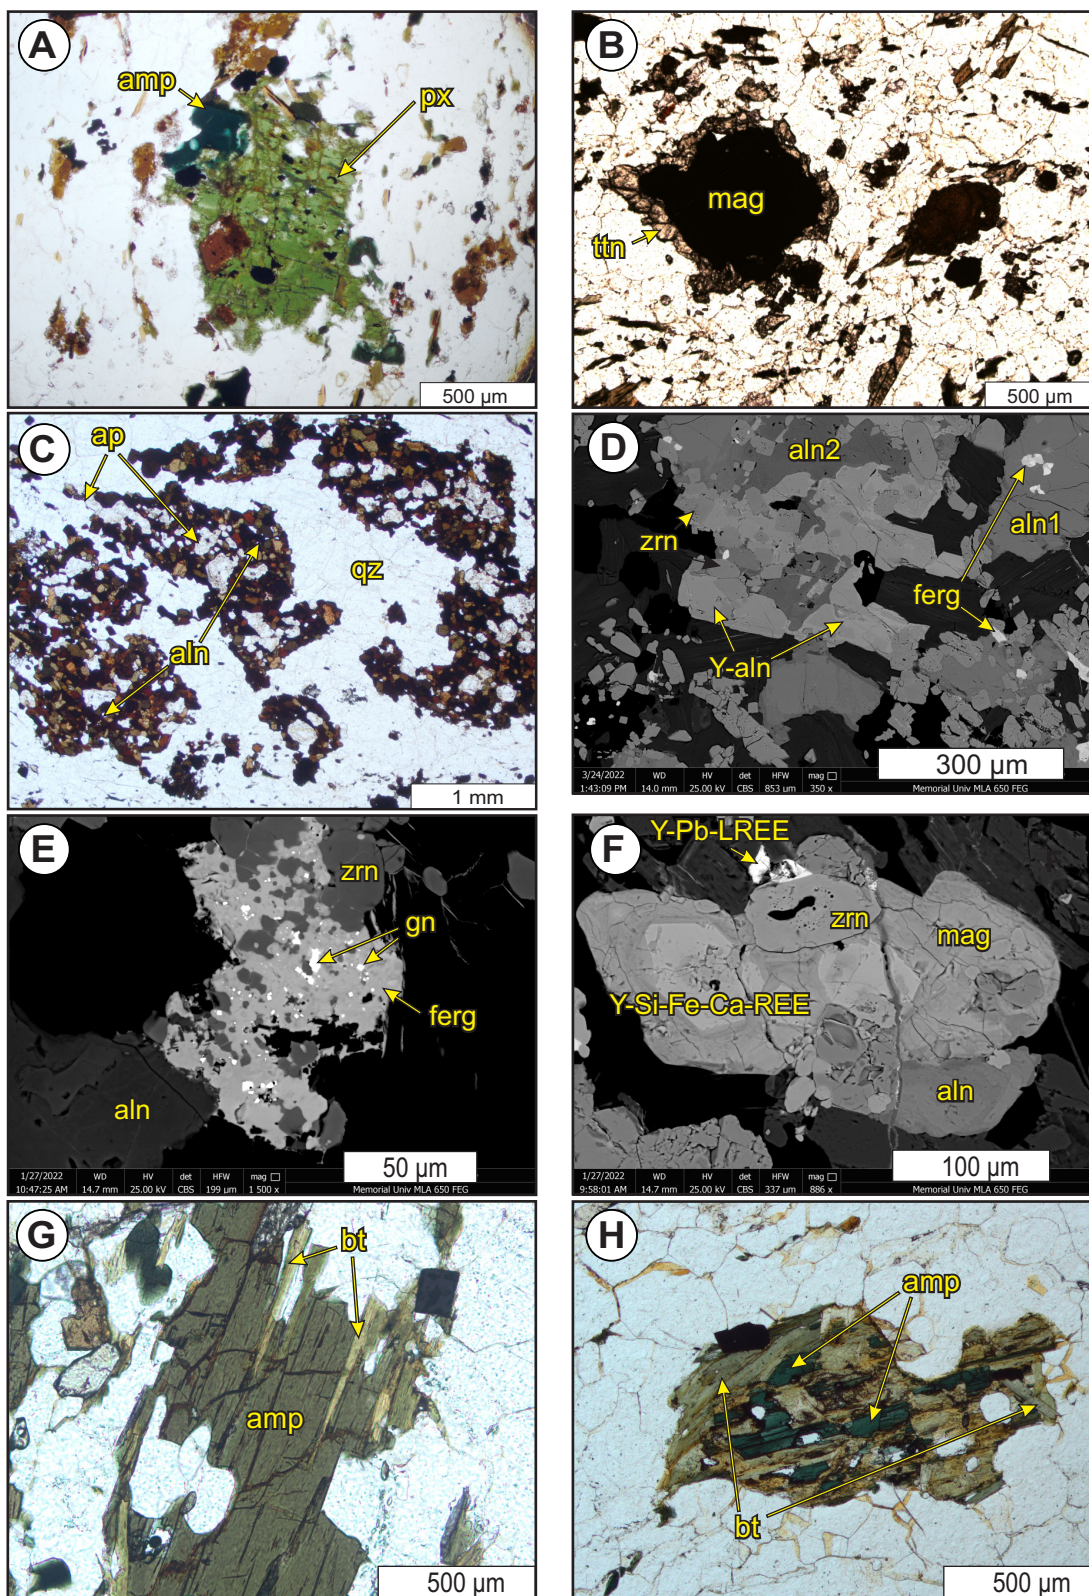 A
amp
px
500 µm
B
mag
ttn
500 µm
C
ap
qz
aln
1 mm
D
aln2
aln1
zrn
ferg
Y-aln
300 µm
3/24/2022 WD HV det HFW mag
1:43:09 PM 14.0 mm 25.00 kV CBS 853 µm 350 x Memorial Univ MLA 650 FEG
E
zrn
gn
ferg
aln
50 µm
1/27/2022 WD HV det HFW mag
10:47:25 AM 14.7 mm 25.00 kV CBS 199 µm 1 500 x Memorial Univ MLA 650 FEG
Y-Pb-LREE
F
zrn
mag
Y-Si-Fe-Ca-REE
aln
100 µm
1/27/2022 WD HV det HFW mag
9:58:01 AM 14.7 mm 25.00 kV CBS 337 µm 886 x Memorial Univ MLA 650 FEG
G
bt
amp
500 µm
H
amp
bt
500 µm